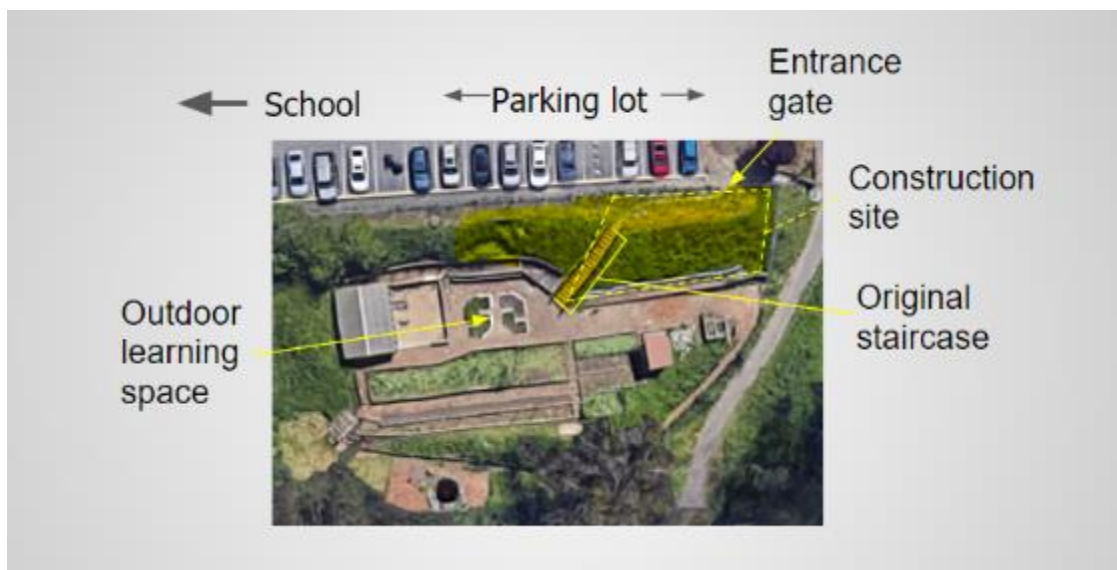 Entrance
gate
School
Parking lot
Construction
site
Original
staircase
Outdoor
learning
space